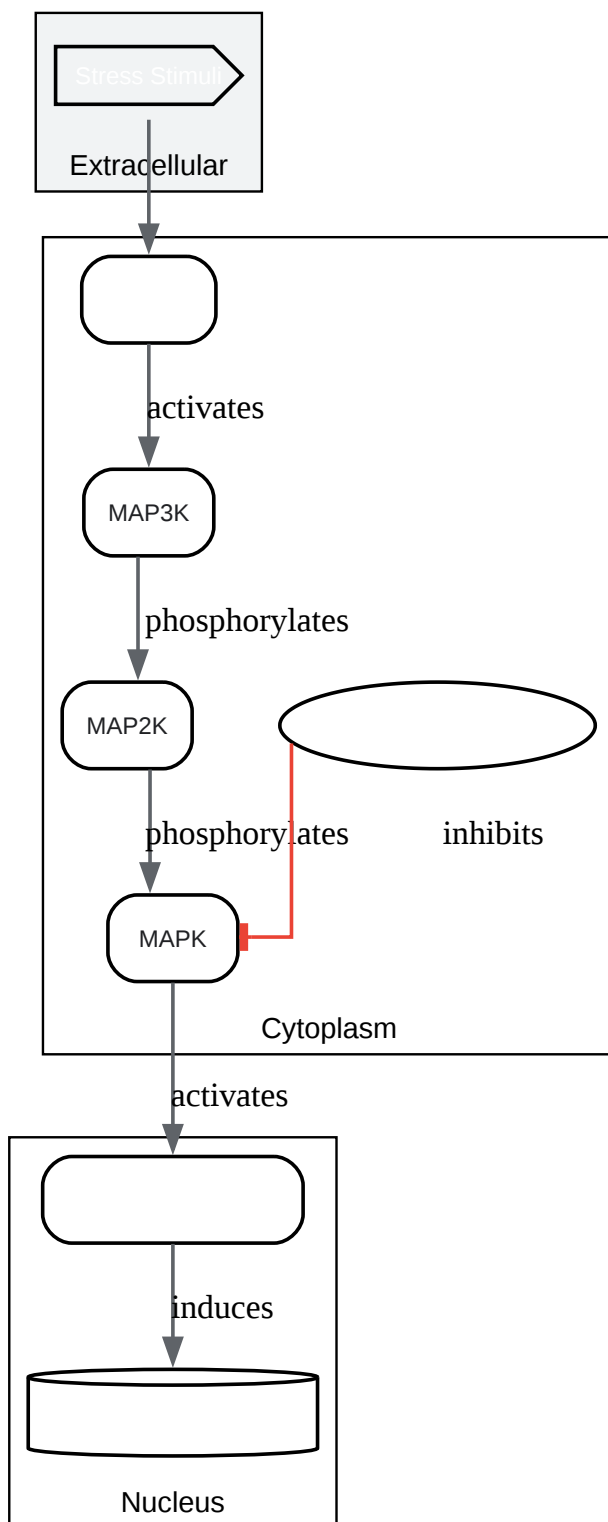 Stress Stimuli
Extracellular
activates
MAP3K
phosphorylates
MAP2K
phosphorylates
inhibits
MAPK
Cytoplasm
activates
induces
Nucleus